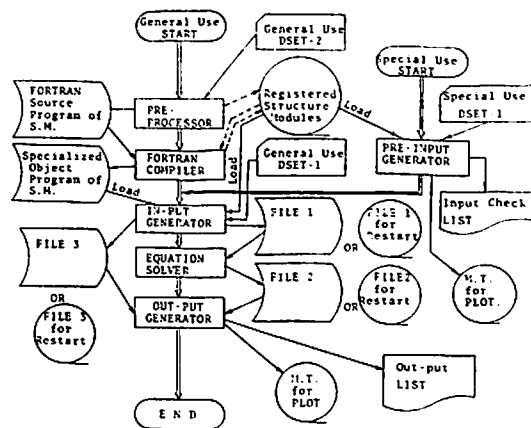 General Use
START
General Use
DSET-2
FORTRAN
Source
Program of
S.M.
PRE-
PROCESSOR
Registered
Structure
Modules
Special Use
START
Load
Special Use
DSET-1
Specialized
Object
Program of
S.M.
Load
FORTRAN
COMPILER
Load
General Use
DSET-1
PRE-INPUT
GENERATOR
IN-PUT
GENERATOR
FILE 1
OR
FILE 1
for
Restart
Input Check
LIST
FILE 3
EQUATION
SOLVER
FILE 2
OR
FILE2
for
Restart
M.T.
for
PLOT.
OR
FILE 3
for
Restart
OUT-PUT
GENERATOR
M.T.
for
PLOT
Out-put
LIST
E N D